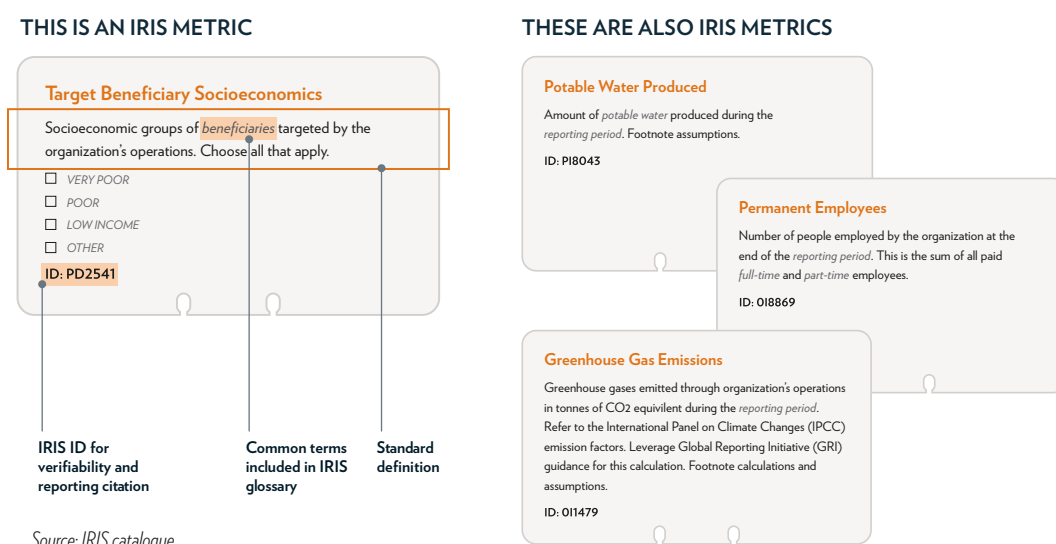 THIS IS AN IRIS METRIC
Target Beneficiary Socioeconomics
Socioeconomic groups of beneficiaries targeted by the
organization's operations. Choose all that apply.
VERY POOR
POOR
LOW INCOME
OTHER
ID: PD2541
IRIS ID for
verifiability and
reporting citation
Common terms
included in IRIS
glossary
Standard
definition
Source: IRIS catalogue
THESE ARE ALSO IRIS METRICS
Potable Water Produced
Amount of potable water produced during the
reporting period. Footnote assumptions.
ID: PI8043
Permanent Employees
Number of people employed by the organization at the
end of the reporting period. This is the sum of all paid
full-time and part-time employees.
ID: 0I8869
Greenhouse Gas Emissions
Greenhouse gases emitted through organization's operations
in tonnes of CO2 equivilent during the reporting period.
Refer to the International Panel on Climate Changes (IPCC)
emission factors. Leverage Global Reporting Initiative (GRI)
guidance for this calculation. Footnote calculations and
assumptions.
ID: 0I1479